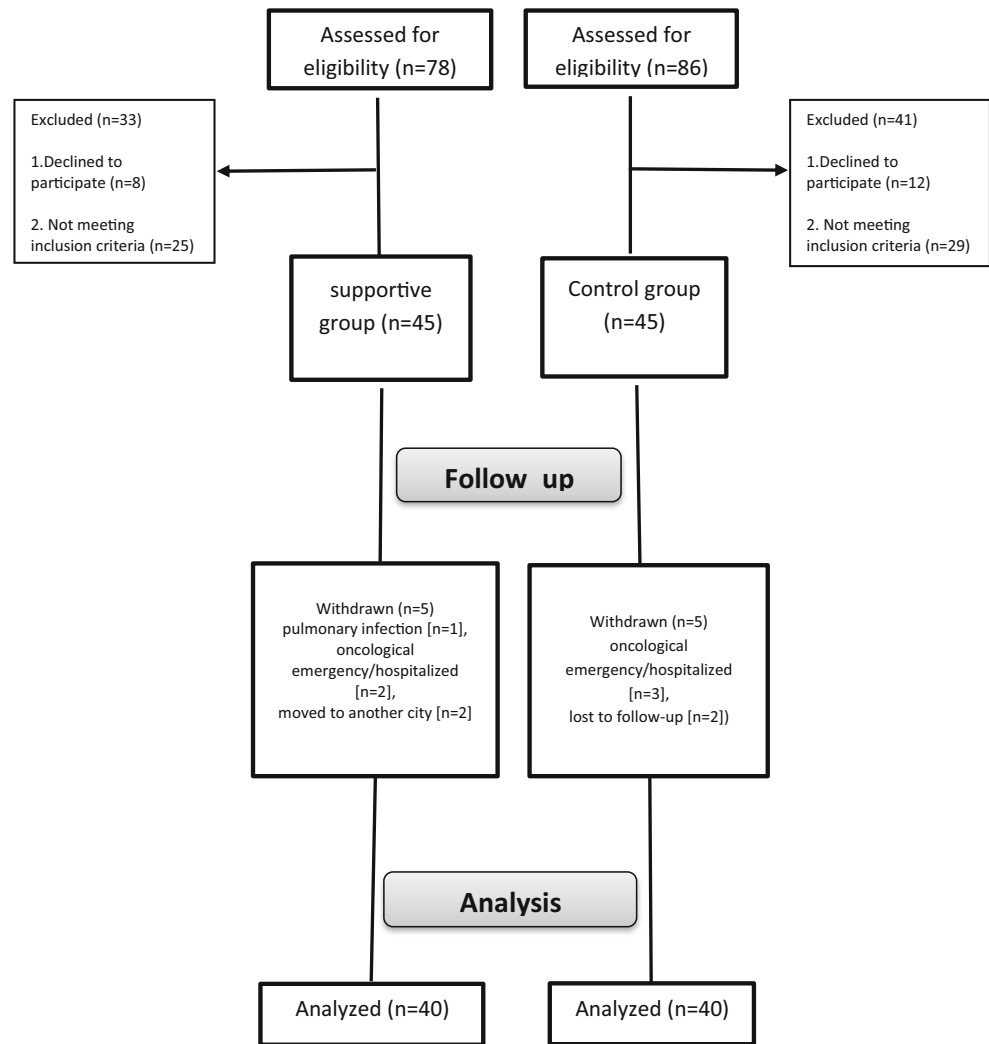 Assessed for
eligibility (n=78)
Assessed for
eligibility (n=86)
Excluded (n=33)
1.Declined to
participate (n=8)
2. Not meeting
inclusion criteria (n=25)
Excluded (n=41)
1.Declined to
participate (n=12)
2. Not meeting
inclusion criteria (n=29)
supportive
group (n=45)
Control group
(n=45)
Follow up
Withdrawn (n=5)
pulmonary infection [n=1],
oncological
emergency/hospitalized
[n=2],
moved to another city [n=2]
Withdrawn (n=5)
oncological
emergency/hospitalized
[n=3],
lost to follow-up [n=2])
Analysis
Analyzed (n=40)
Analyzed (n=40)